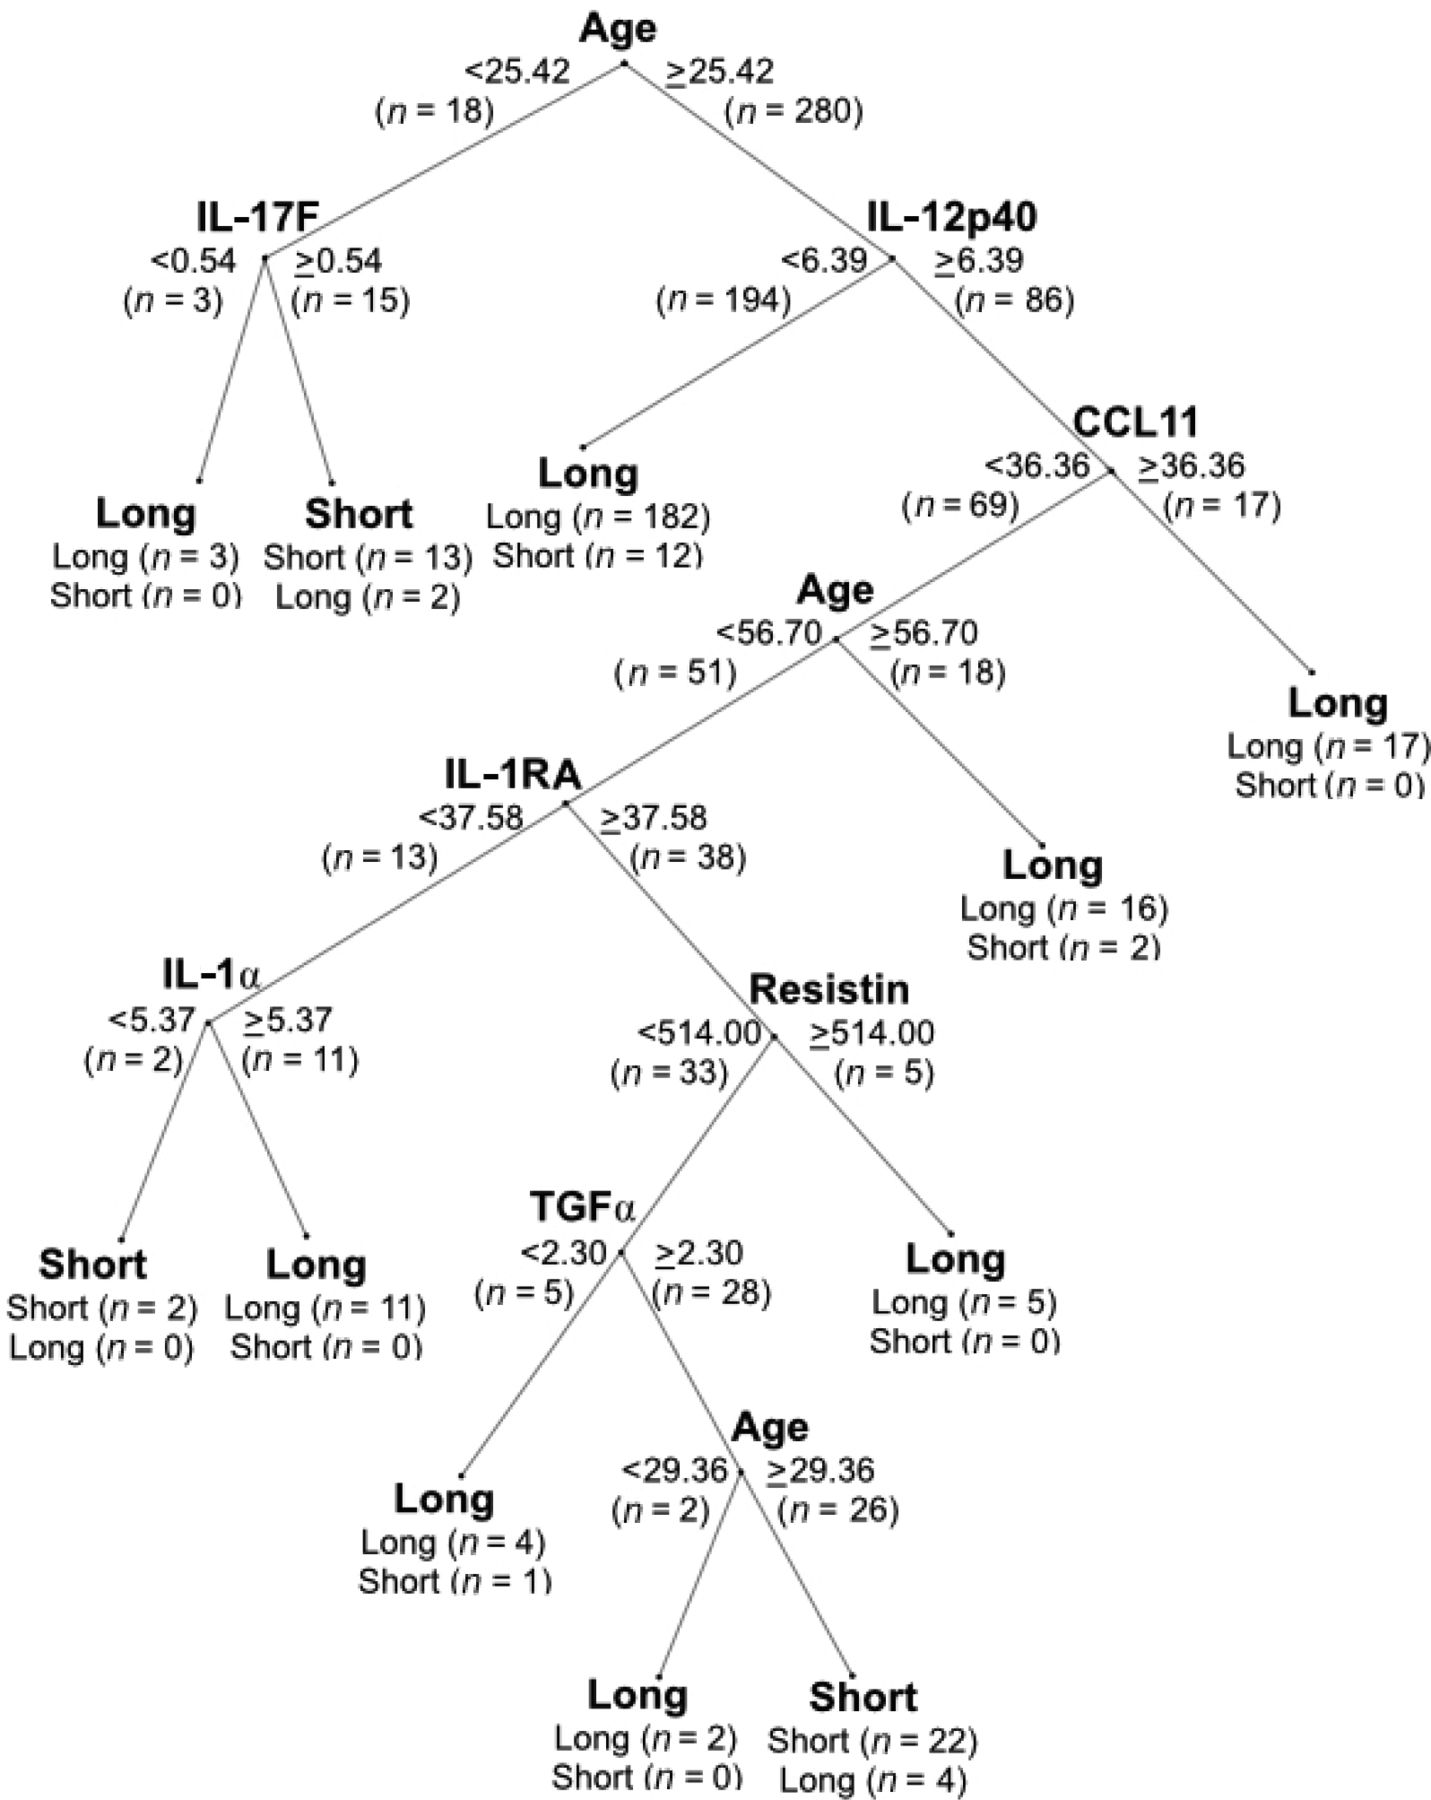 Age
<25.42 ≥25.42
(n = 18) (n = 280)
IL-17F IL-12p40
<0.54 ≥0.54 <6.39 ≥6.39
(n = 3) (n = 15) (n = 194) (n = 86)
CCL11
<36.36 ≥36.36
(n = 69) (n = 17)
Long
Long (n = 182)
Short (n = 12)
Long Short
Long (n = 3) Short (n = 13)
Short (n = 0) Long (n = 2)
Age
<56.70 ≥56.70
(n = 51) (n = 18)
Long
Long (n = 17)
Short (n = 0)
IL-1RA
<37.58 ≥37.58
(n = 13) (n = 38)
Long
Long (n = 16)
Short (n = 2)
IL-1α Resistin
<5.37 ≥5.37 <514.00 ≥514.00
(n = 2) (n = 11) (n = 33) (n = 5)
TGFα
<2.30 ≥2.30
(n = 5) (n = 28)
Short Long Long
Short (n = 2) Long (n = 11) Long (n = 5)
Long (n = 0) Short (n = 0) Short (n = 0)
Age
<29.36 ≥29.36
(n = 2) (n = 26)
Long
Long (n = 4)
Short (n = 1)
Long Short
Long (n = 2) Short (n = 22)
Short (n = 0) Long (n = 4)